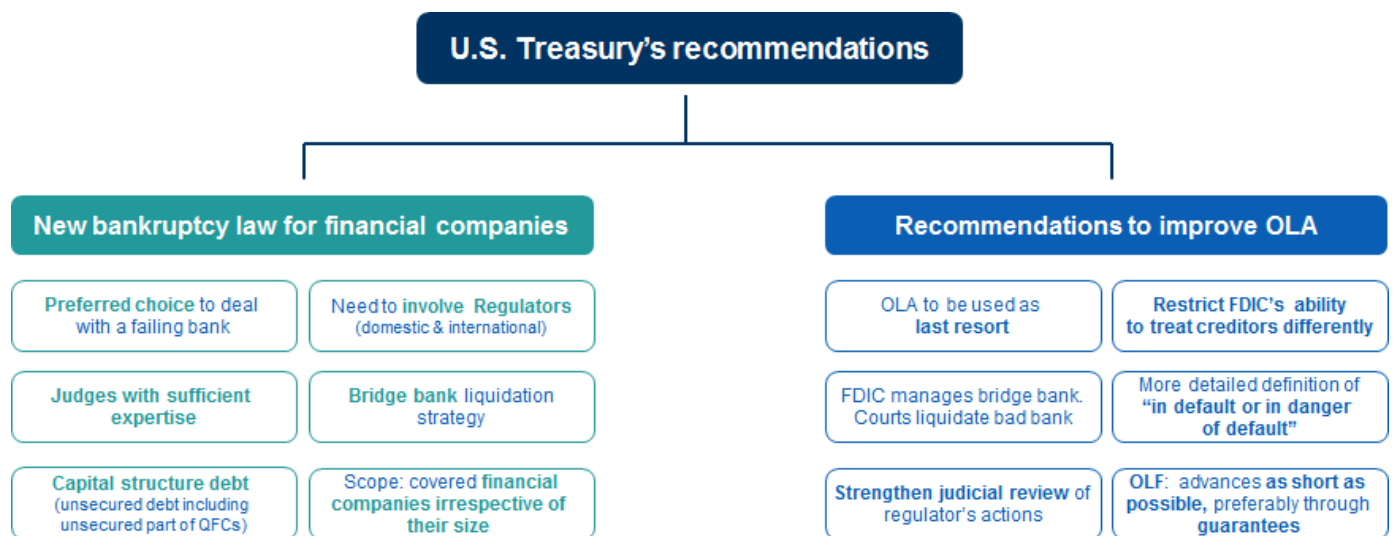 U.S. Treasury’s recommendations
New bankruptcy law for financial companies
Preferred choice to deal
with a failing bank
Need to involve Regulators
(domestic & international)
Judges with sufficient
expertise
Bridge bank liquidation
strategy
Capital structure debt
(unsecured debt including
unsecured part of QFCs)
Scope: covered financial
companies irrespective of
their size
Recommendations to improve OLA
OLA to be used as
last resort
Restrict FDIC’s ability
to treat creditors differently
FDIC manages bridge bank.
Courts liquidate bad bank
More detailed definition of
“in default or in danger
of default”
Strengthen judicial review of
regulator’s actions
OLF: advances as short as
possible, preferably through
guarantees